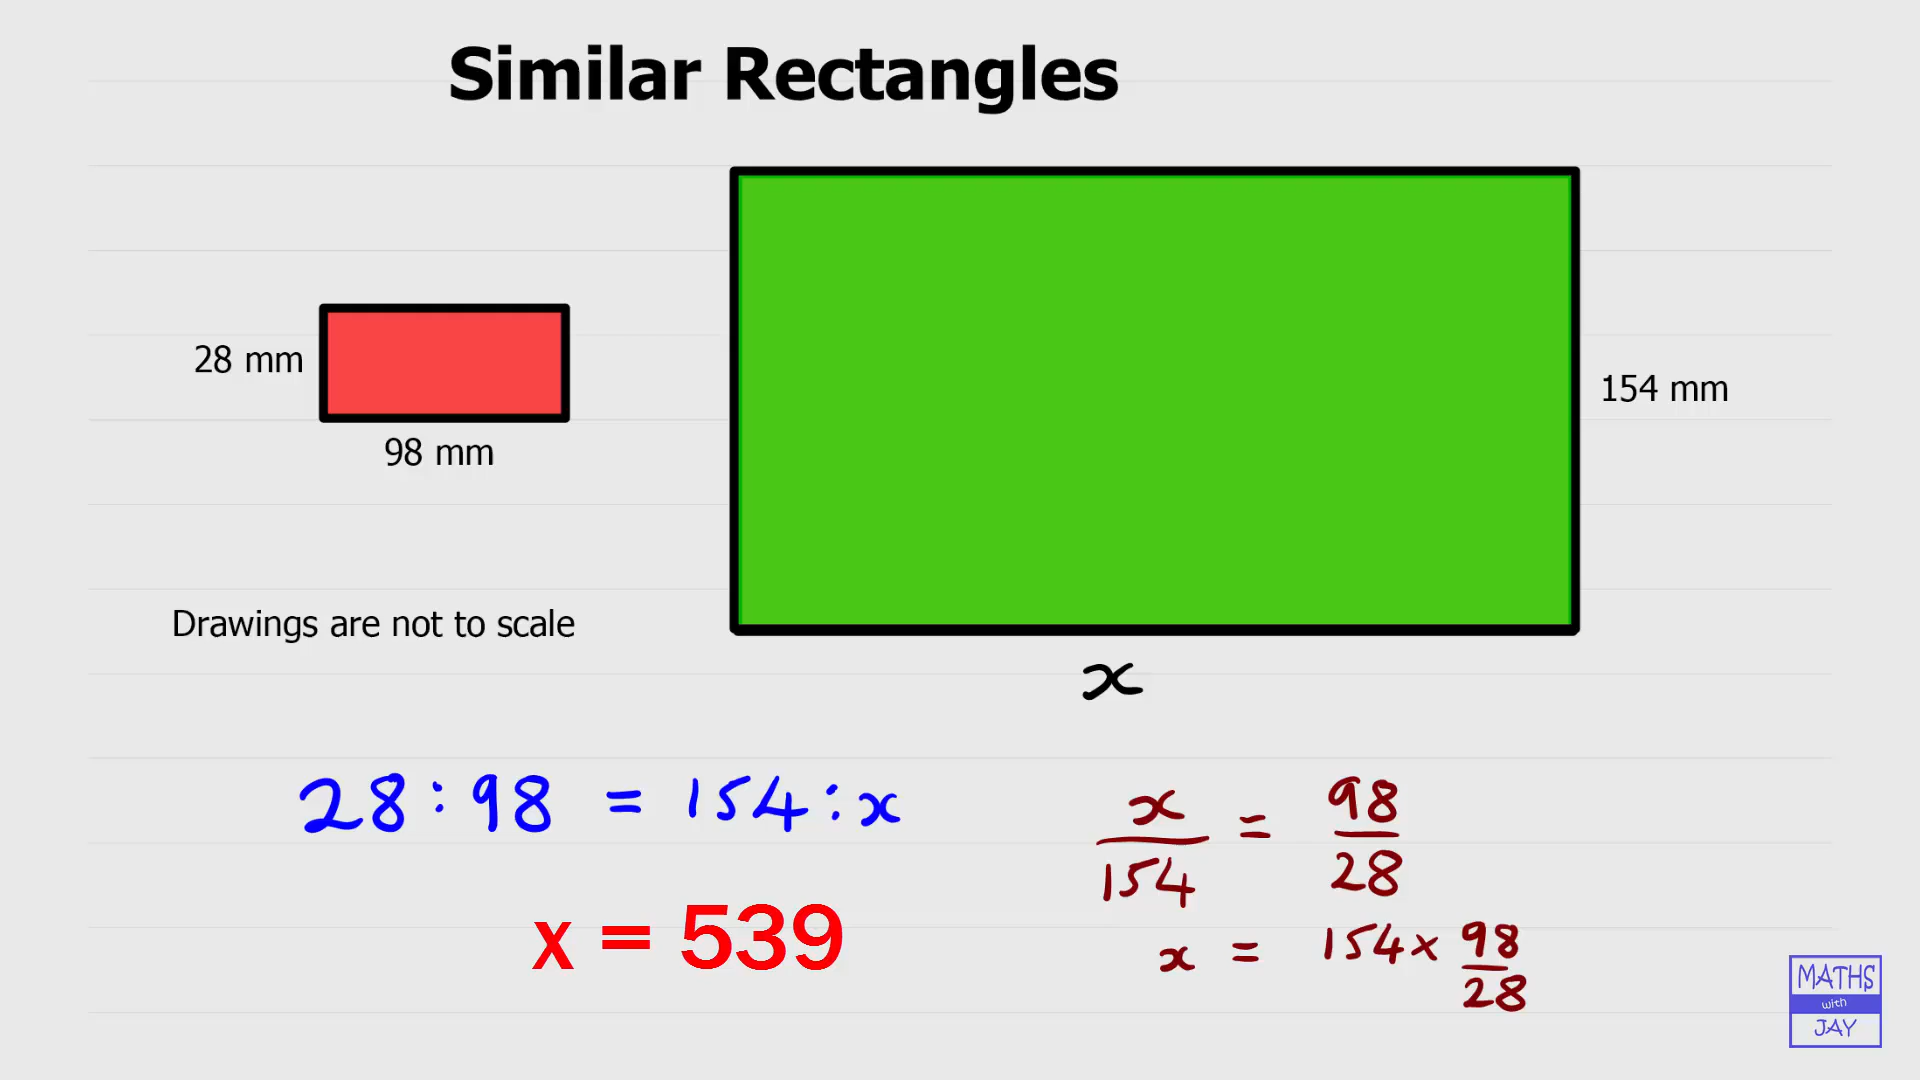 Similar Rectangles
28 mm
98 mm
154 mm
Drawings are not to scale
x
28 : 98 = 154 : x
x/154 = 98/28
x = 539
x = 154 × 98/28
MATHS
with
JAY